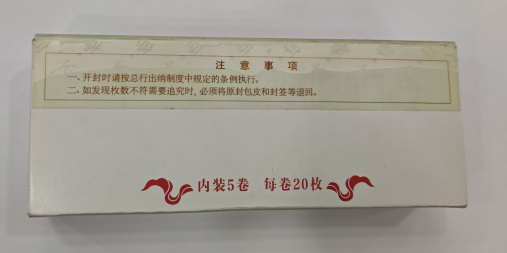 注意事项
一、开封时请按总行出纳制度中规定的条例执行。
二、如发现枚数不符需要追究时,必须将原封包皮和封签等退回。
内装5卷 每卷20枚